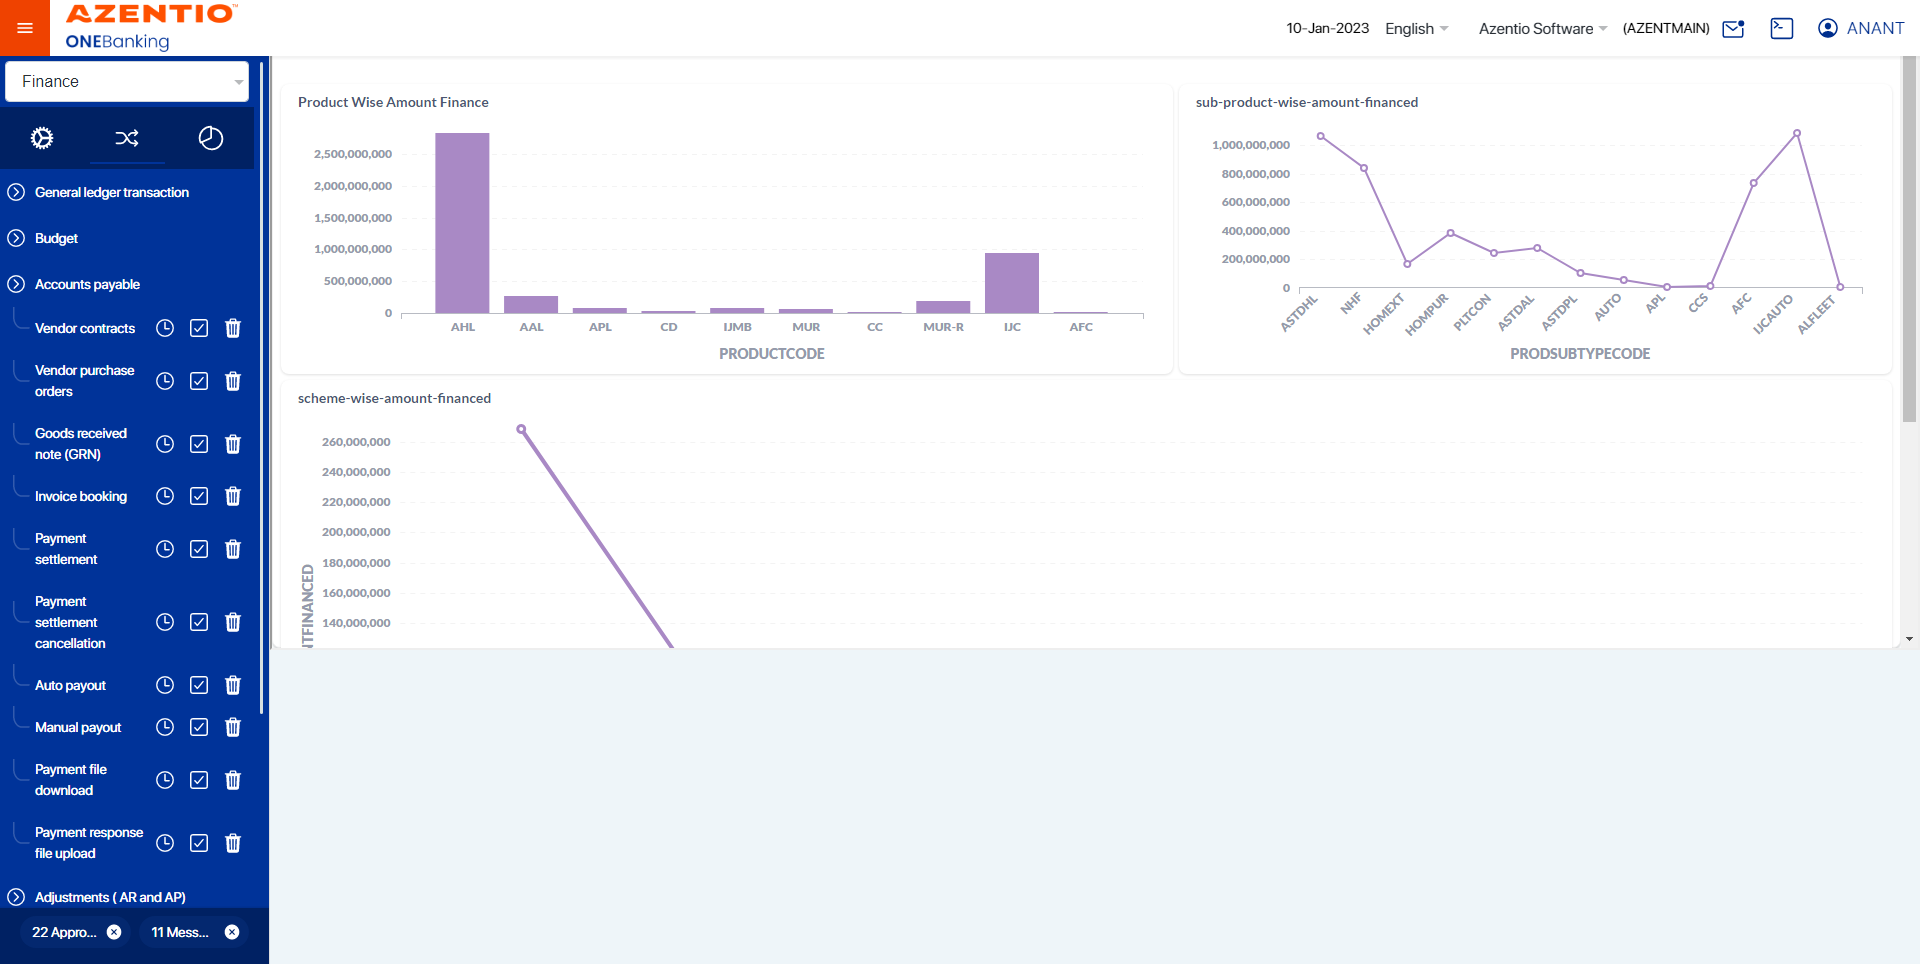 AZENTIO™
ONEBanking
10-Jan-2023 English Azentio Software (AZENTMAIN) ANANT
Finance
General ledger transaction
Budget
Accounts payable
Vendor contracts
Vendor purchase
orders
Goods received
note (GRN)
Invoice booking
Payment
settlement
Payment
settlement
cancellation
Auto payout
Manual payout
Payment file
download
Payment response
file upload
Adjustments ( AR and AP)
22 Appro...
11 Mess...
Product Wise Amount Finance
2,500,000,000
2,000,000,000
1,500,000,000
1,000,000,000
500,000,000
0
AHL AAL APL CD IJMB MUR CC MUR-R IJC AFC
PRODUCTCODE
sub-product-wise-amount-financed
1,000,000,000
800,000,000
600,000,000
400,000,000
200,000,000
0
ASTDHL NHF HOMEXT HOMPUR PLTCON ASTDAL ASTDPL AUTO APL CCS AFC IJCAUTO ALFLEET
PRODSUBTYPECODE
scheme-wise-amount-financed
260,000,000
240,000,000
220,000,000
200,000,000
180,000,000
160,000,000
140,000,000
NTFINANCED